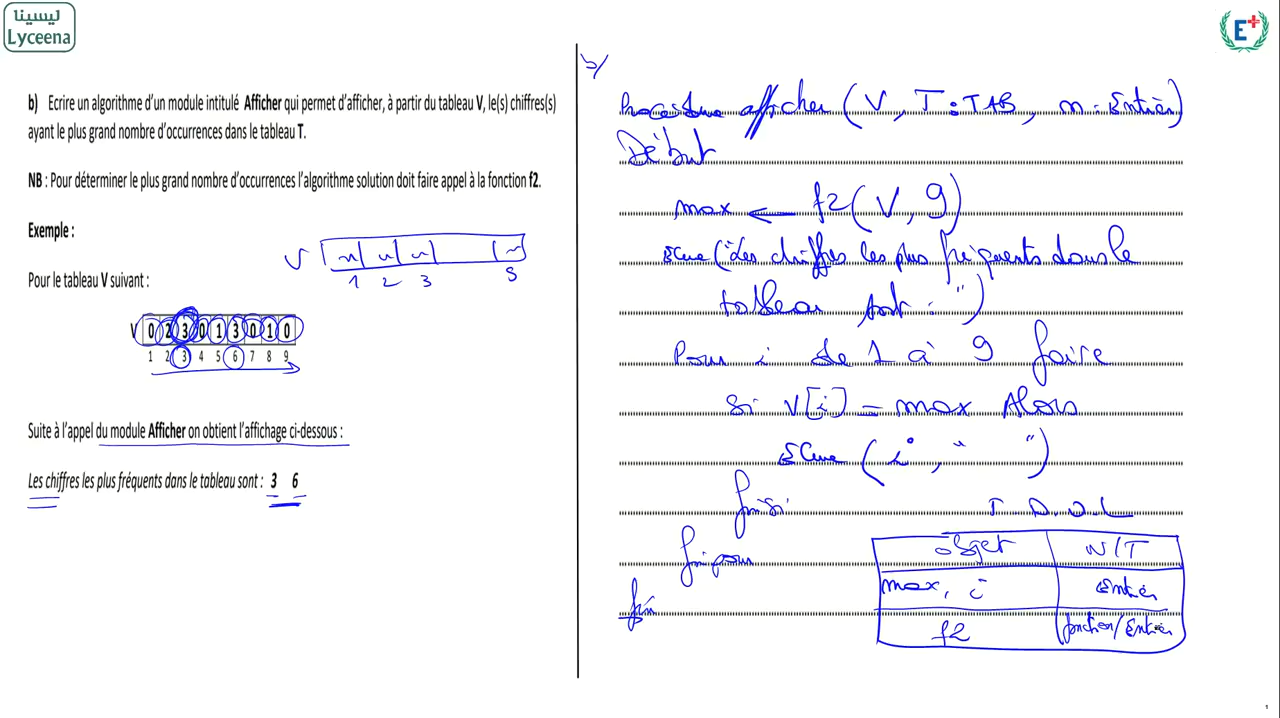 ليسينا
Lyceena
E+
b) Ecrire un algorithme d'un module intitulé Afficher qui permet d'afficher, à partir du tableau V, le(s) chiffres(s)
ayant le plus grand nombre d'occurrences dans le tableau T.
NB : Pour déterminer le plus grand nombre d'occurrences l'algorithme solution doit faire appel à la fonction f2.
Exemple :
V
1 2 3 9
Pour le tableau V suivant :
V 0 2 3 0 1 3 0 1 0
1 2 3 4 5 6 7 8 9
Suite à l'appel du module Afficher on obtient l'affichage ci-dessous :
Les chiffres les plus fréquents dans le tableau sont : 3 6
b/
Procédure afficher (V, T : TAB, n : Entier)
Début
max ← f2(V, 9)
Ecrire ("Les chiffres les plus fréquents dans le
tableau sont : ")
Pour i de 1 à 9 faire
Si V[i] = max Alors
Ecrire (i, " ")
finsi
T.D.O.L
finpour
fin
objet N/T
max, i Entier
f2 fonction/Entier
1